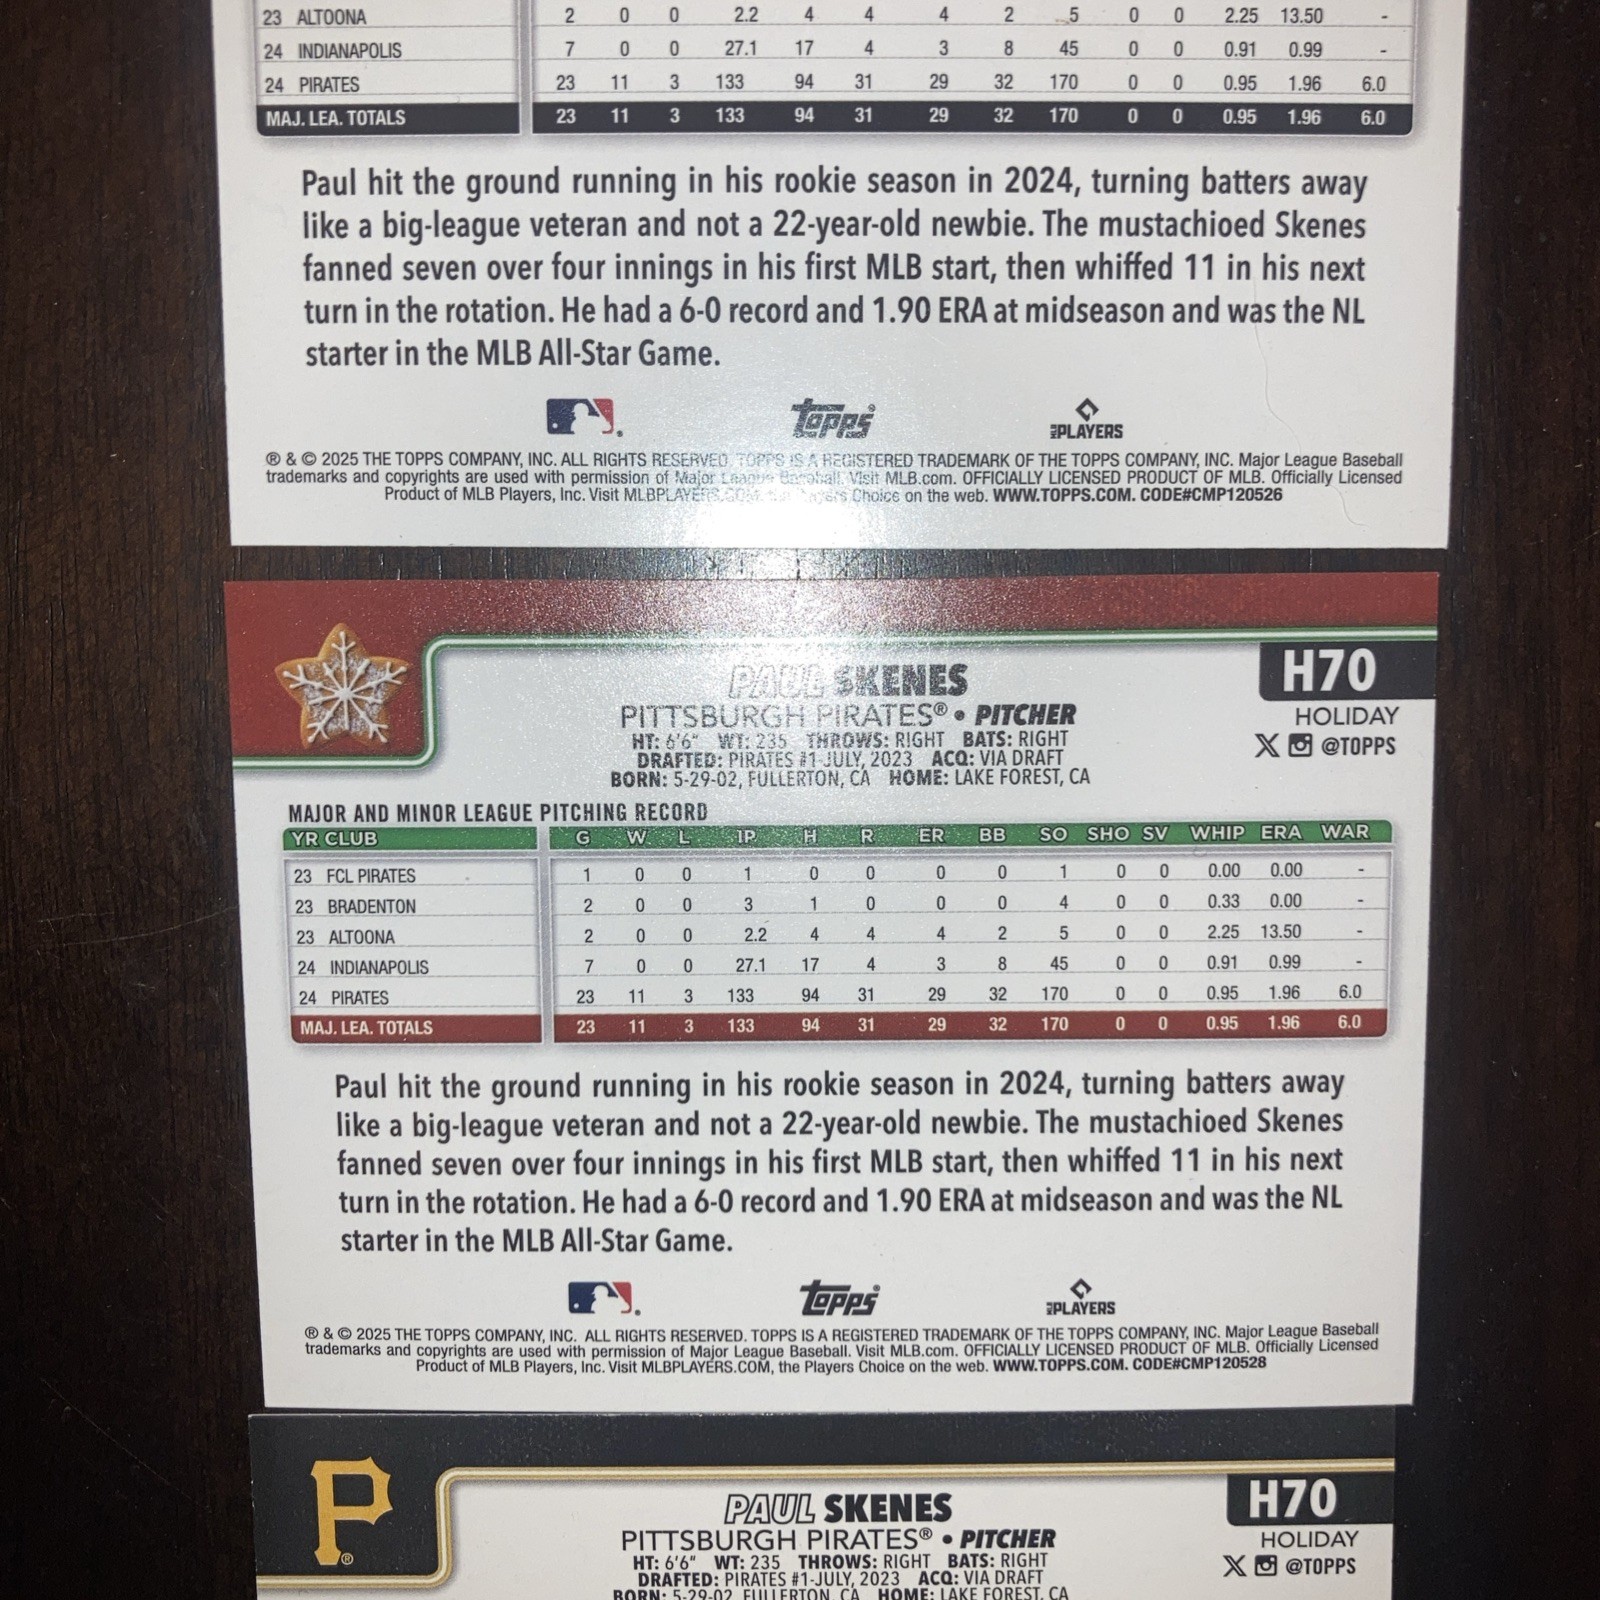 23 ALTOONA 2 0 0 2.2 4 4 4 2 5 0 0 2.25 13.50 -
24 INDIANAPOLIS 7 0 0 27.1 17 4 3 8 45 0 0 0.91 0.99 -
24 PIRATES 23 11 3 133 94 31 29 32 170 0 0 0.95 1.96 6.0
MAJ. LEA. TOTALS 23 11 3 133 94 31 29 32 170 0 0 0.95 1.96 6.0
Paul hit the ground running in his rookie season in 2024, turning batters away
like a big-league veteran and not a 22-year-old newbie. The mustachioed Skenes
fanned seven over four innings in his first MLB start, then whiffed 11 in his next
turn in the rotation. He had a 6-0 record and 1.90 ERA at midseason and was the NL
starter in the MLB All-Star Game.
Topps PLAYERS
® & © 2025 THE TOPPS COMPANY, INC. ALL RIGHTS RESERVED. TOPPS IS A REGISTERED TRADEMARK OF THE TOPPS COMPANY, INC. Major League Baseball
trademarks and copyrights are used with permission of Major League Baseball. Visit MLB.com. OFFICIALLY LICENSED PRODUCT OF MLB. Officially Licensed
Product of MLB Players, Inc. Visit MLBPLAYERS.COM, the Players Choice on the web. WWW.TOPPS.COM. CODE#CMP120526
PAUL SKENES
H70
PITTSBURGH PIRATES® • PITCHER
HOLIDAY
HT: 6'6" WT: 235 THROWS: RIGHT BATS: RIGHT
X @TOPPS
DRAFTED: PIRATES #1-JULY, 2023 ACQ: VIA DRAFT
BORN: 5-29-02, FULLERTON, CA HOME: LAKE FOREST, CA
MAJOR AND MINOR LEAGUE PITCHING RECORD
YR CLUB G W L IP H R ER BB SO SHO SV WHIP ERA WAR
23 FCL PIRATES 1 0 0 1 0 0 0 0 1 0 0 0.00 0.00 -
23 BRADENTON 2 0 0 3 1 0 0 0 4 0 0 0.33 0.00 -
23 ALTOONA 2 0 0 2.2 4 4 4 2 5 0 0 2.25 13.50 -
24 INDIANAPOLIS 7 0 0 27.1 17 4 3 8 45 0 0 0.91 0.99 -
24 PIRATES 23 11 3 133 94 31 29 32 170 0 0 0.95 1.96 6.0
MAJ. LEA. TOTALS 23 11 3 133 94 31 29 32 170 0 0 0.95 1.96 6.0
Paul hit the ground running in his rookie season in 2024, turning batters away
like a big-league veteran and not a 22-year-old newbie. The mustachioed Skenes
fanned seven over four innings in his first MLB start, then whiffed 11 in his next
turn in the rotation. He had a 6-0 record and 1.90 ERA at midseason and was the NL
starter in the MLB All-Star Game.
Topps PLAYERS
® & © 2025 THE TOPPS COMPANY, INC. ALL RIGHTS RESERVED. TOPPS IS A REGISTERED TRADEMARK OF THE TOPPS COMPANY, INC. Major League Baseball
trademarks and copyrights are used with permission of Major League Baseball. Visit MLB.com. OFFICIALLY LICENSED PRODUCT OF MLB. Officially Licensed
Product of MLB Players, Inc. Visit MLBPLAYERS.COM, the Players Choice on the web. WWW.TOPPS.COM. CODE#CMP120528
P®
PAUL SKENES
H70
PITTSBURGH PIRATES® • PITCHER
HOLIDAY
HT: 6'6" WT: 235 THROWS: RIGHT BATS: RIGHT
X @TOPPS
DRAFTED: PIRATES #1-JULY, 2023 ACQ: VIA DRAFT
BORN: 5-29-02, FULLERTON, CA HOME: LAKE FOREST, CA